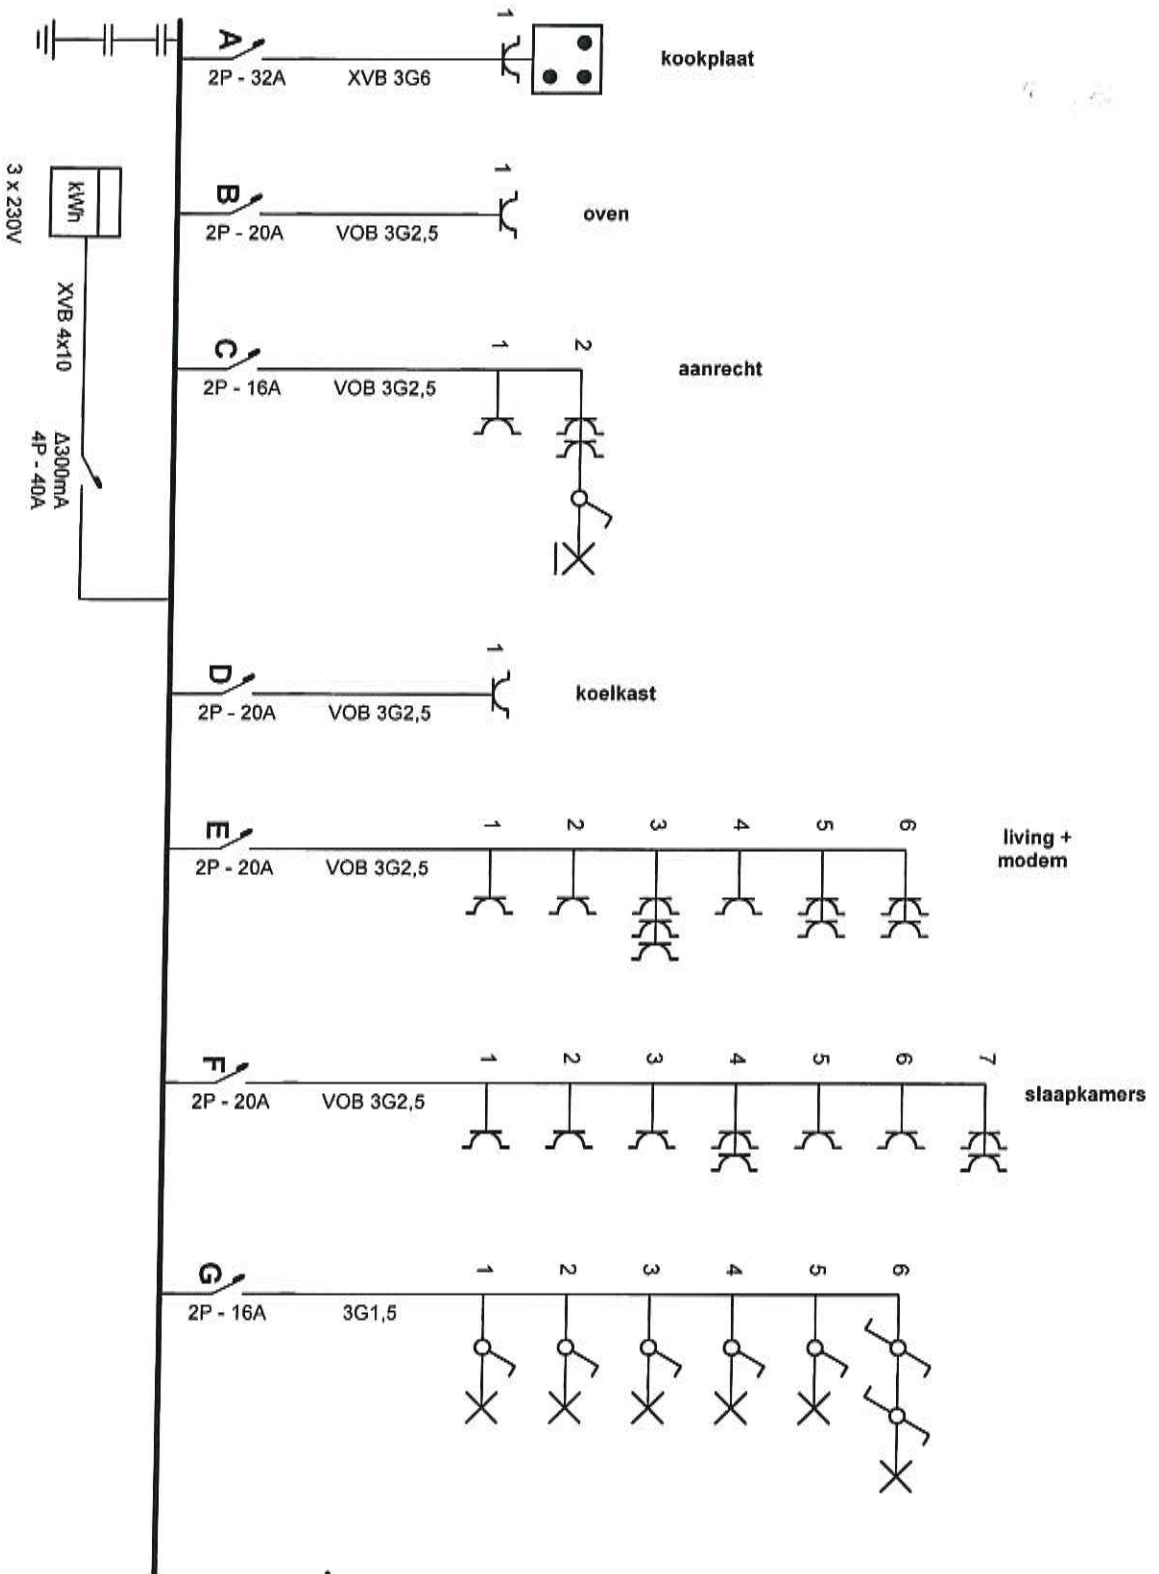 A
2P - 32A
XVB 3G6
1
kookplaat
3 x 230V
kWh
XVB 4x10
Δ300mA
4P - 40A
B
2P - 20A
VOB 3G2,5
1
oven
C
2P - 16A
VOB 3G2,5
1
2
aanrecht
D
2P - 20A
VOB 3G2,5
1
koelkast
E
2P - 20A
VOB 3G2,5
1
2
3
4
5
6
living +
modem
F
2P - 20A
VOB 3G2,5
1
2
3
4
5
6
7
slaapkamers
G
2P - 16A
3G1,5
1
2
3
4
5
6